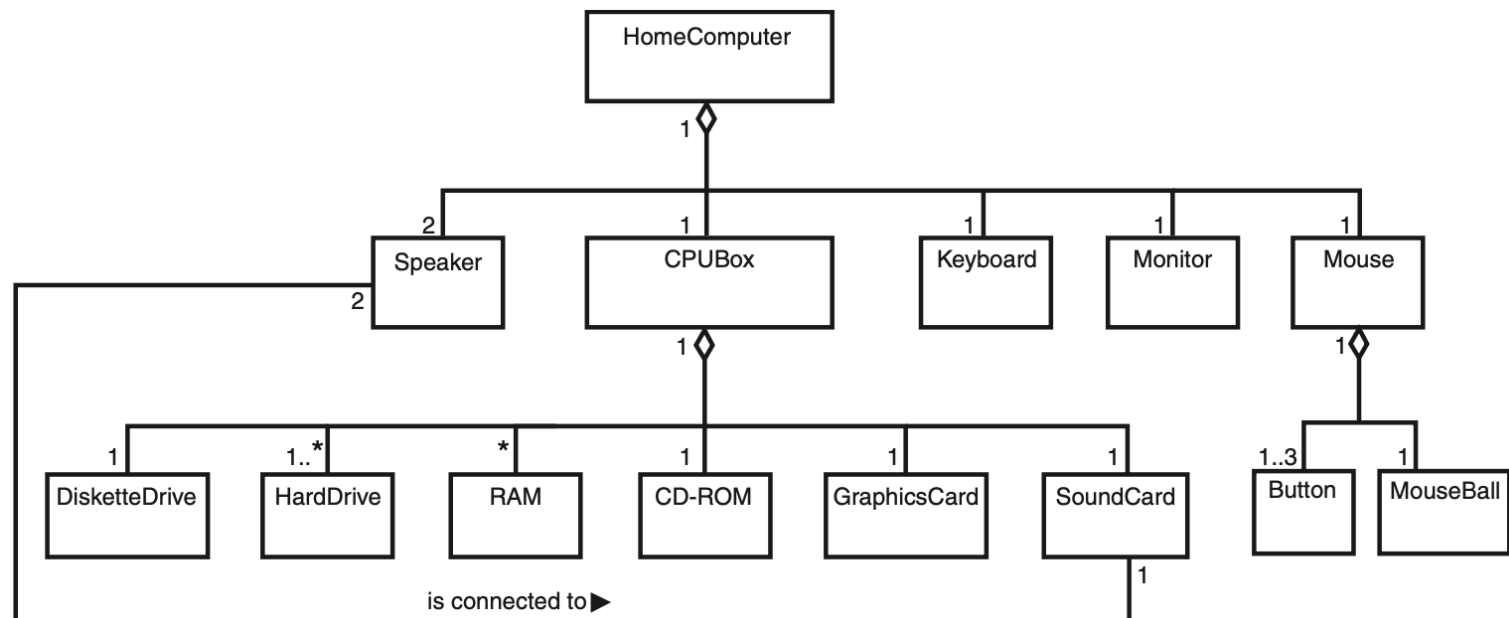 HomeComputer
1
2 1 1 1 1
Speaker CPUBox Keyboard Monitor Mouse
2
1 1
1 1..* * 1 1 1 1..3 1
DisketteDrive HardDrive RAM CD-ROM GraphicsCard SoundCard Button MouseBall
1
is connected to ▶